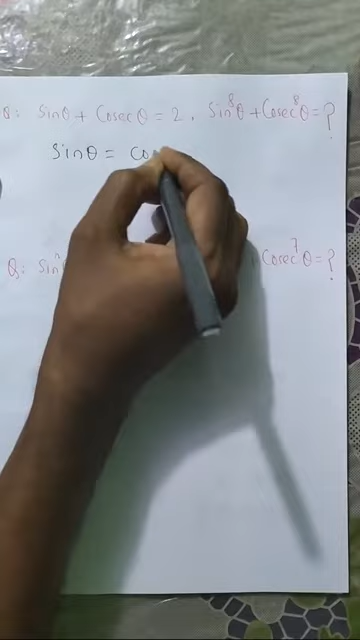 Q: Sinθ + Cosecθ = 2, Sin⁸θ + Cosec⁸θ = ?
Sinθ = co
Q: Sin Cosec⁷θ = ?